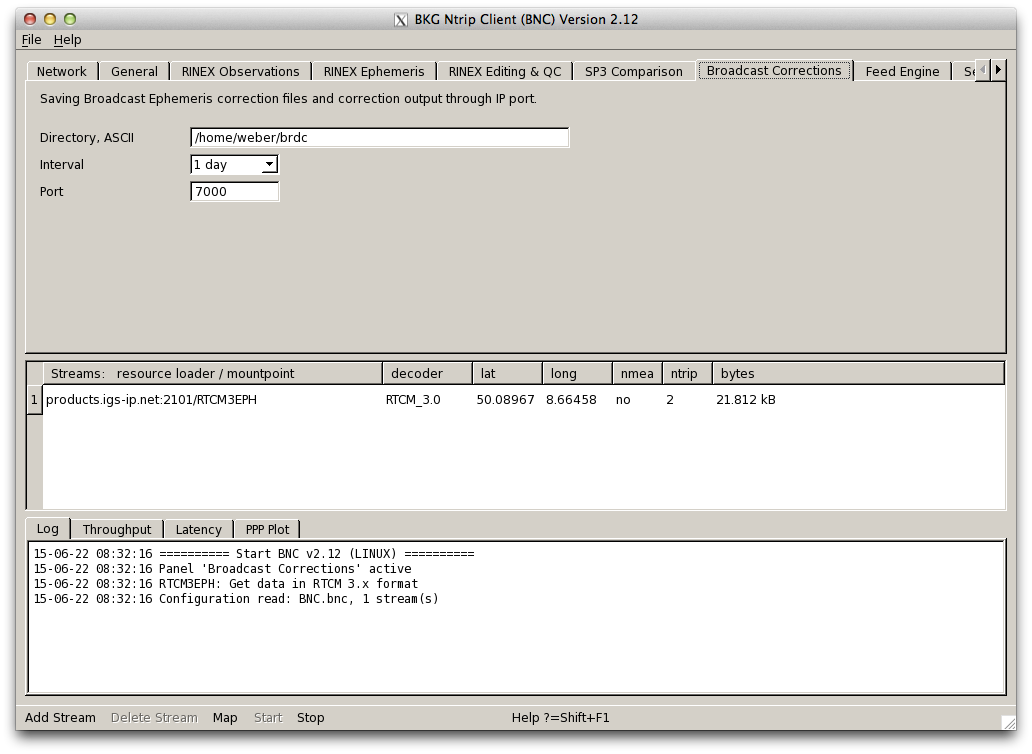 BKG Ntrip Client (BNC) Version 2.12
File Help
Network General RINEX Observations RINEX Ephemeris RINEX Editing & QC SP3 Comparison Broadcast Corrections Feed Engine
Saving Broadcast Ephemeris correction files and correction output through IP port.
Directory, ASCII /home/weber/brdc
Interval 1 day
Port 7000
Streams: resource loader / mountpoint decoder lat long nmea ntrip bytes
1 products.igs-ip.net:2101/RTCM3EPH RTCM_3.0 50.08967 8.66458 no 2 21.812 kB
Log Throughput Latency PPP Plot
15-06-22 08:32:16 ========== Start BNC v2.12 (LINUX) ==========
15-06-22 08:32:16 Panel 'Broadcast Corrections' active
15-06-22 08:32:16 RTCM3EPH: Get data in RTCM 3.x format
15-06-22 08:32:16 Configuration read: BNC.bnc, 1 stream(s)
Add Stream Delete Stream Map Start Stop Help ?=Shift+F1